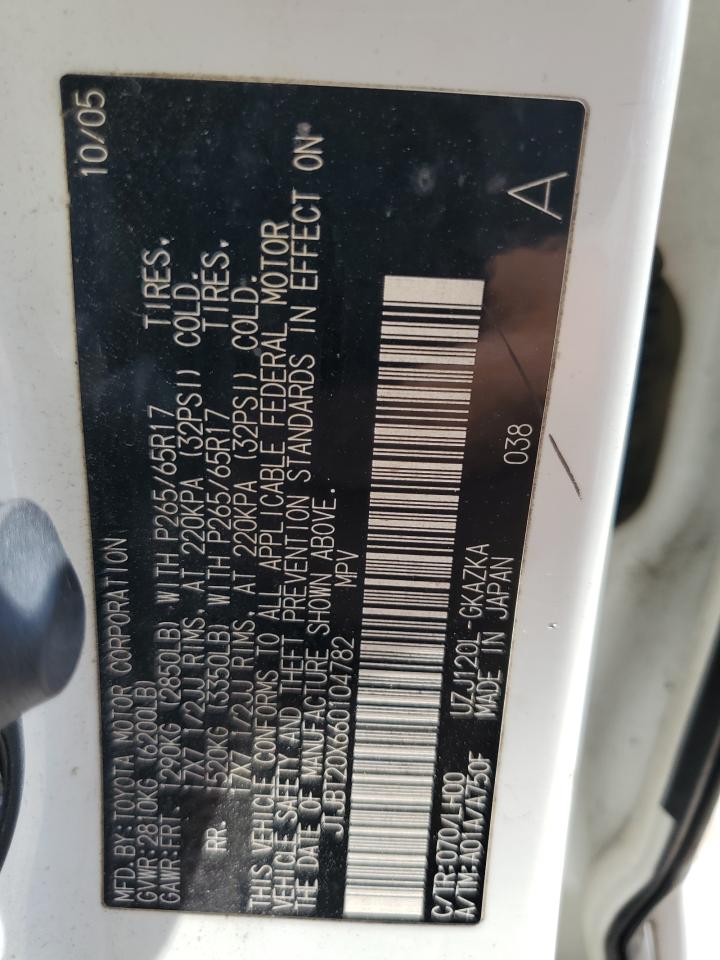 MFD. BY: TOYOTA MOTOR CORPORATION 10/05
GVWR: 2810KG (6200LB)
GAWR: FRT. 1290KG (2850LB) WITH P265/65R17 TIRES.
17X7 1/2JJ RIMS. AT 220KPA (32PSI) COLD.
RR. 1520KG (3350LB) WITH P265/65R17 TIRES.
17X7 1/2JJ RIMS. AT 220KPA (32PSI) COLD.
THIS VEHICLE CONFORMS TO ALL APPLICABLE FEDERAL MOTOR
VEHICLE SAFETY AND THEFT PREVENTION STANDARDS IN EFFECT ON
THE DATE OF MANUFACTURE SHOWN ABOVE.
JTJBT20X660104782 MPV
C/TR: 070/LH00 UZJ120L-GKAZKA 038 A
A/TM: A01A/A750F MADE IN JAPAN